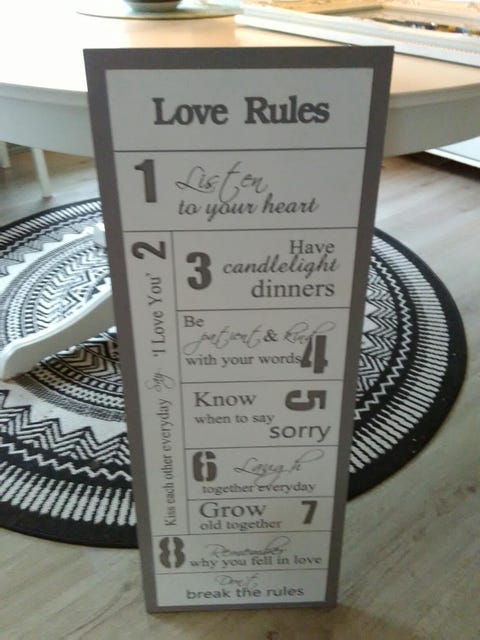 Love Rules
1 Listen
to your heart
2 Kiss each other everyday Say... 'I Love You'
3 Have
candlelight
dinners
Be
patient & kind
with your words 4
Know 5
when to say
sorry
6 Laugh
together everyday
Grow 7
old together
8 Remember
why you fell in love
Don't
break the rules